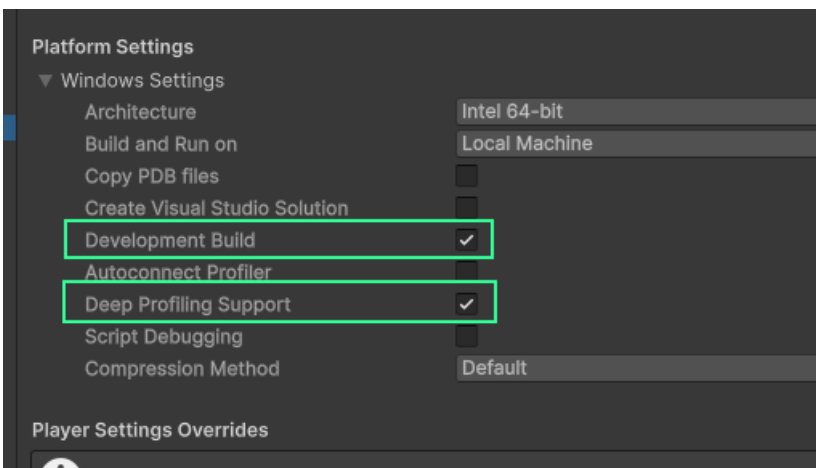 Platform Settings
Windows Settings
Architecture Intel 64-bit
Build and Run on Local Machine
Copy PDB files
Create Visual Studio Solution
Development Build
Autoconnect Profiler
Deep Profiling Support
Script Debugging
Compression Method Default
Player Settings Overrides